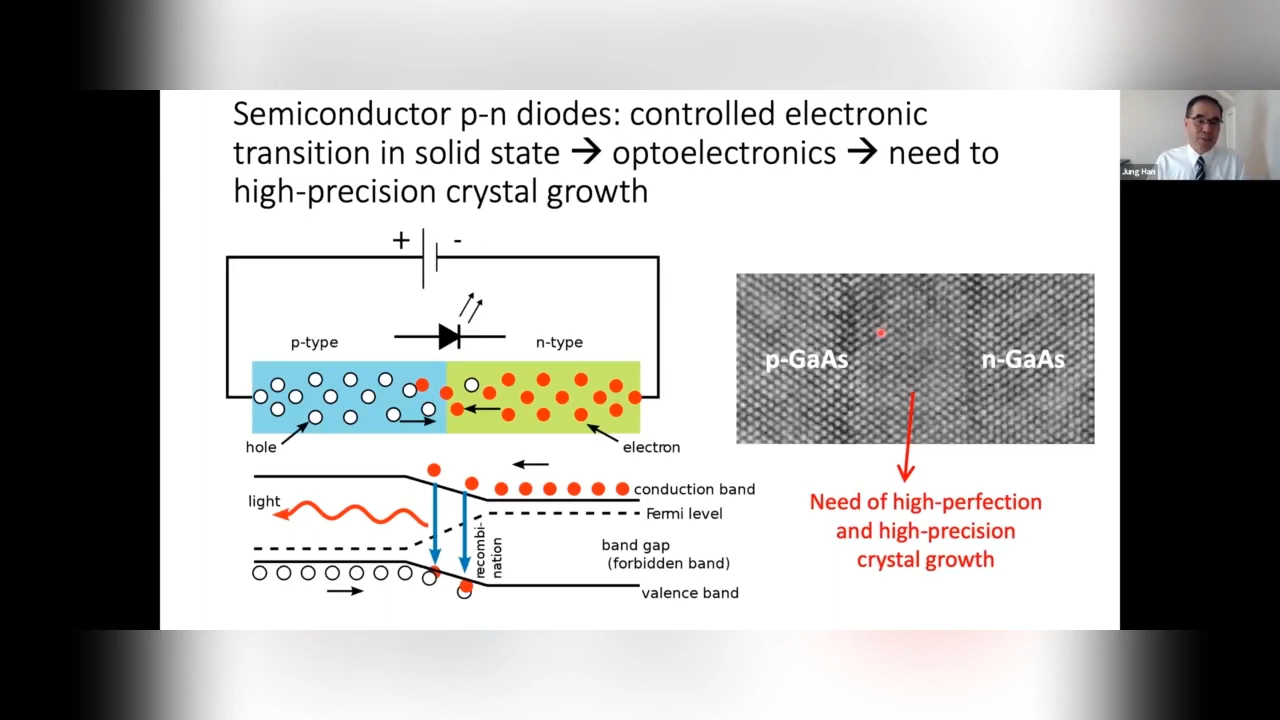 Semiconductor p-n diodes: controlled electronic
transition in solid state → optoelectronics → need to
high-precision crystal growth
Jung Han
+ -
p-type
n-type
hole
electron
p-GaAs
n-GaAs
light
conduction band
Fermi level
recombi-
nation
band gap
(forbidden band)
valence band
Need of high-perfection
and high-precision
crystal growth